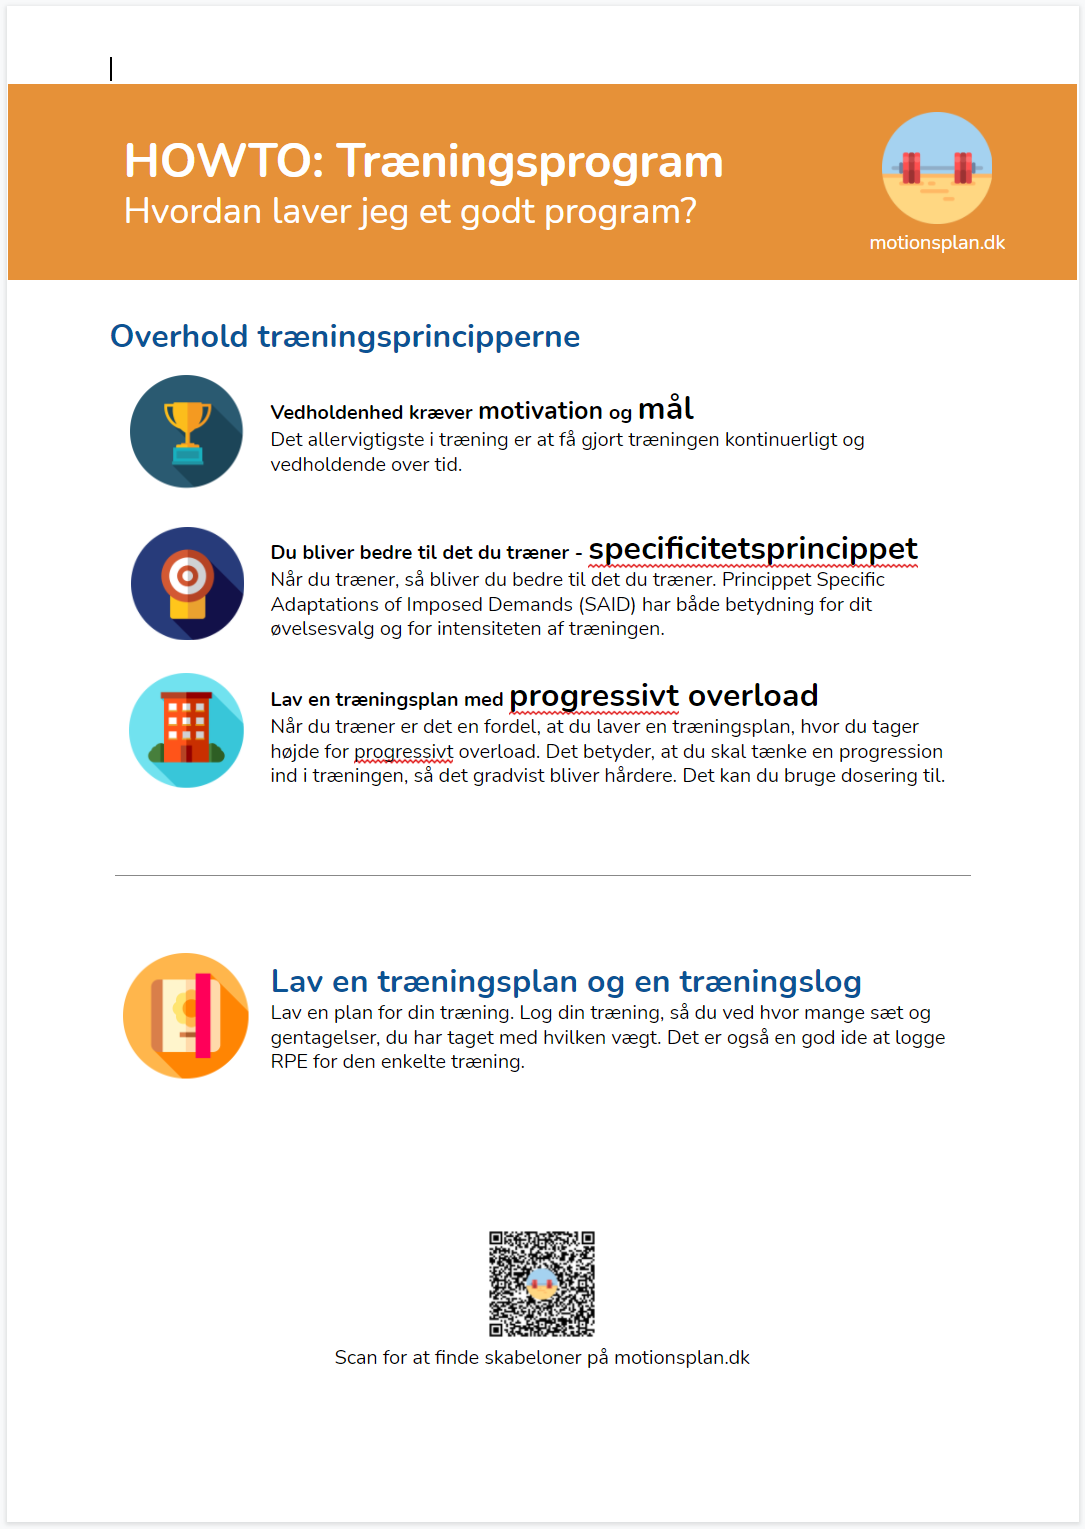 HOWTO: Træningsprogram
Hvordan laver jeg et godt program?
motionsplan.dk
Overhold træningsprincipperne
Vedholdenhed kræver motivation og mål
Det allervigtigste i træning er at få gjort træningen kontinuerligt og
vedholdende over tid.
Du bliver bedre til det du træner - specificitetsprincippet
Når du træner, så bliver du bedre til det du træner. Princippet Specific
Adaptations of Imposed Demands (SAID) har både betydning for dit
øvelsesvalg og for intensiteten af træningen.
Lav en træningsplan med progressivt overload
Når du træner er det en fordel, at du laver en træningsplan, hvor du tager
højde for progressivt overload. Det betyder, at du skal tænke en progression
ind i træningen, så det gradvist bliver hårdere. Det kan du bruge dosering til.
Lav en træningsplan og en træningslog
Lav en plan for din træning. Log din træning, så du ved hvor mange sæt og
gentagelser, du har taget med hvilken vægt. Det er også en god ide at logge
RPE for den enkelte træning.
Scan for at finde skabeloner på motionsplan.dk